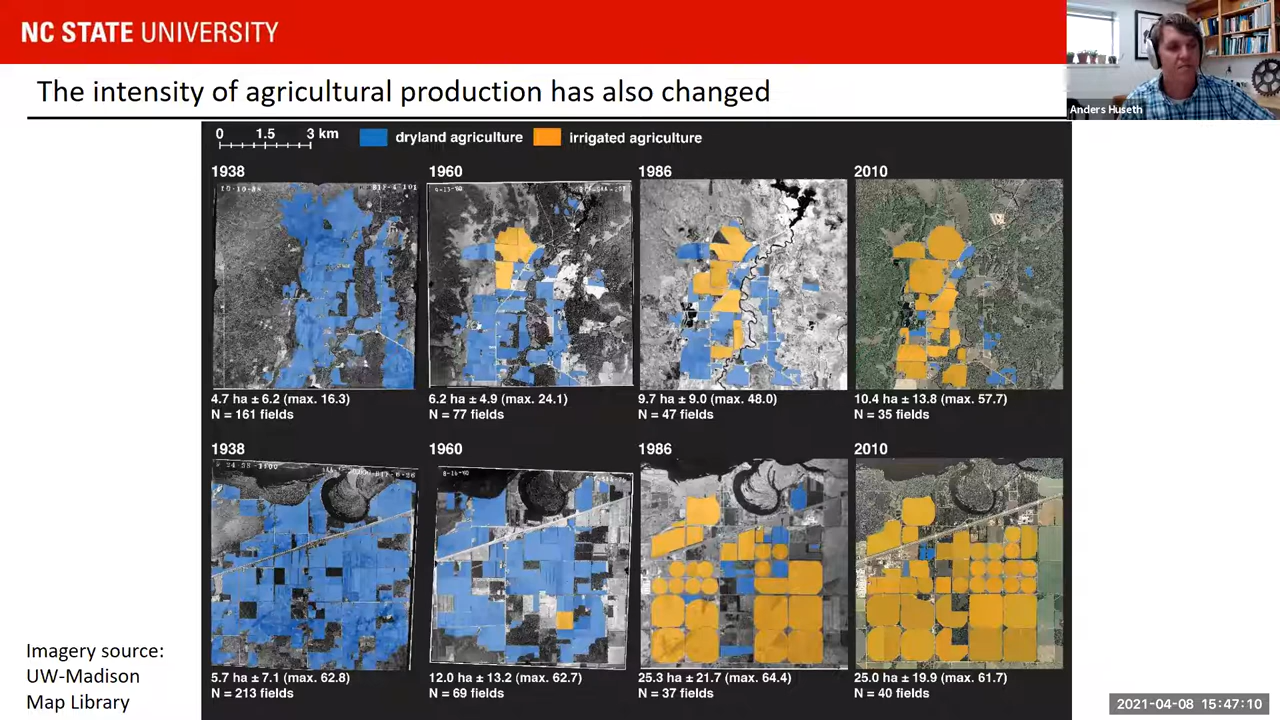 NC STATE UNIVERSITY
The intensity of agricultural production has also changed
Anders Huseth
0 1.5 3 km
dryland agriculture
irrigated agriculture
1938
1960
1986
2010
4.7 ha ± 6.2 (max. 16.3)
N = 161 fields
6.2 ha ± 4.9 (max. 24.1)
N = 77 fields
9.7 ha ± 9.0 (max. 48.0)
N = 47 fields
10.4 ha ± 13.8 (max. 57.7)
N = 35 fields
1938
1960
1986
2010
8-16-60
5.7 ha ± 7.1 (max. 62.8)
N = 213 fields
12.0 ha ± 13.2 (max. 62.7)
N = 69 fields
25.3 ha ± 21.7 (max. 64.4)
N = 37 fields
25.0 ha ± 19.9 (max. 61.7)
N = 40 fields
Imagery source:
UW-Madison
Map Library
2021-04-08 15:47:10